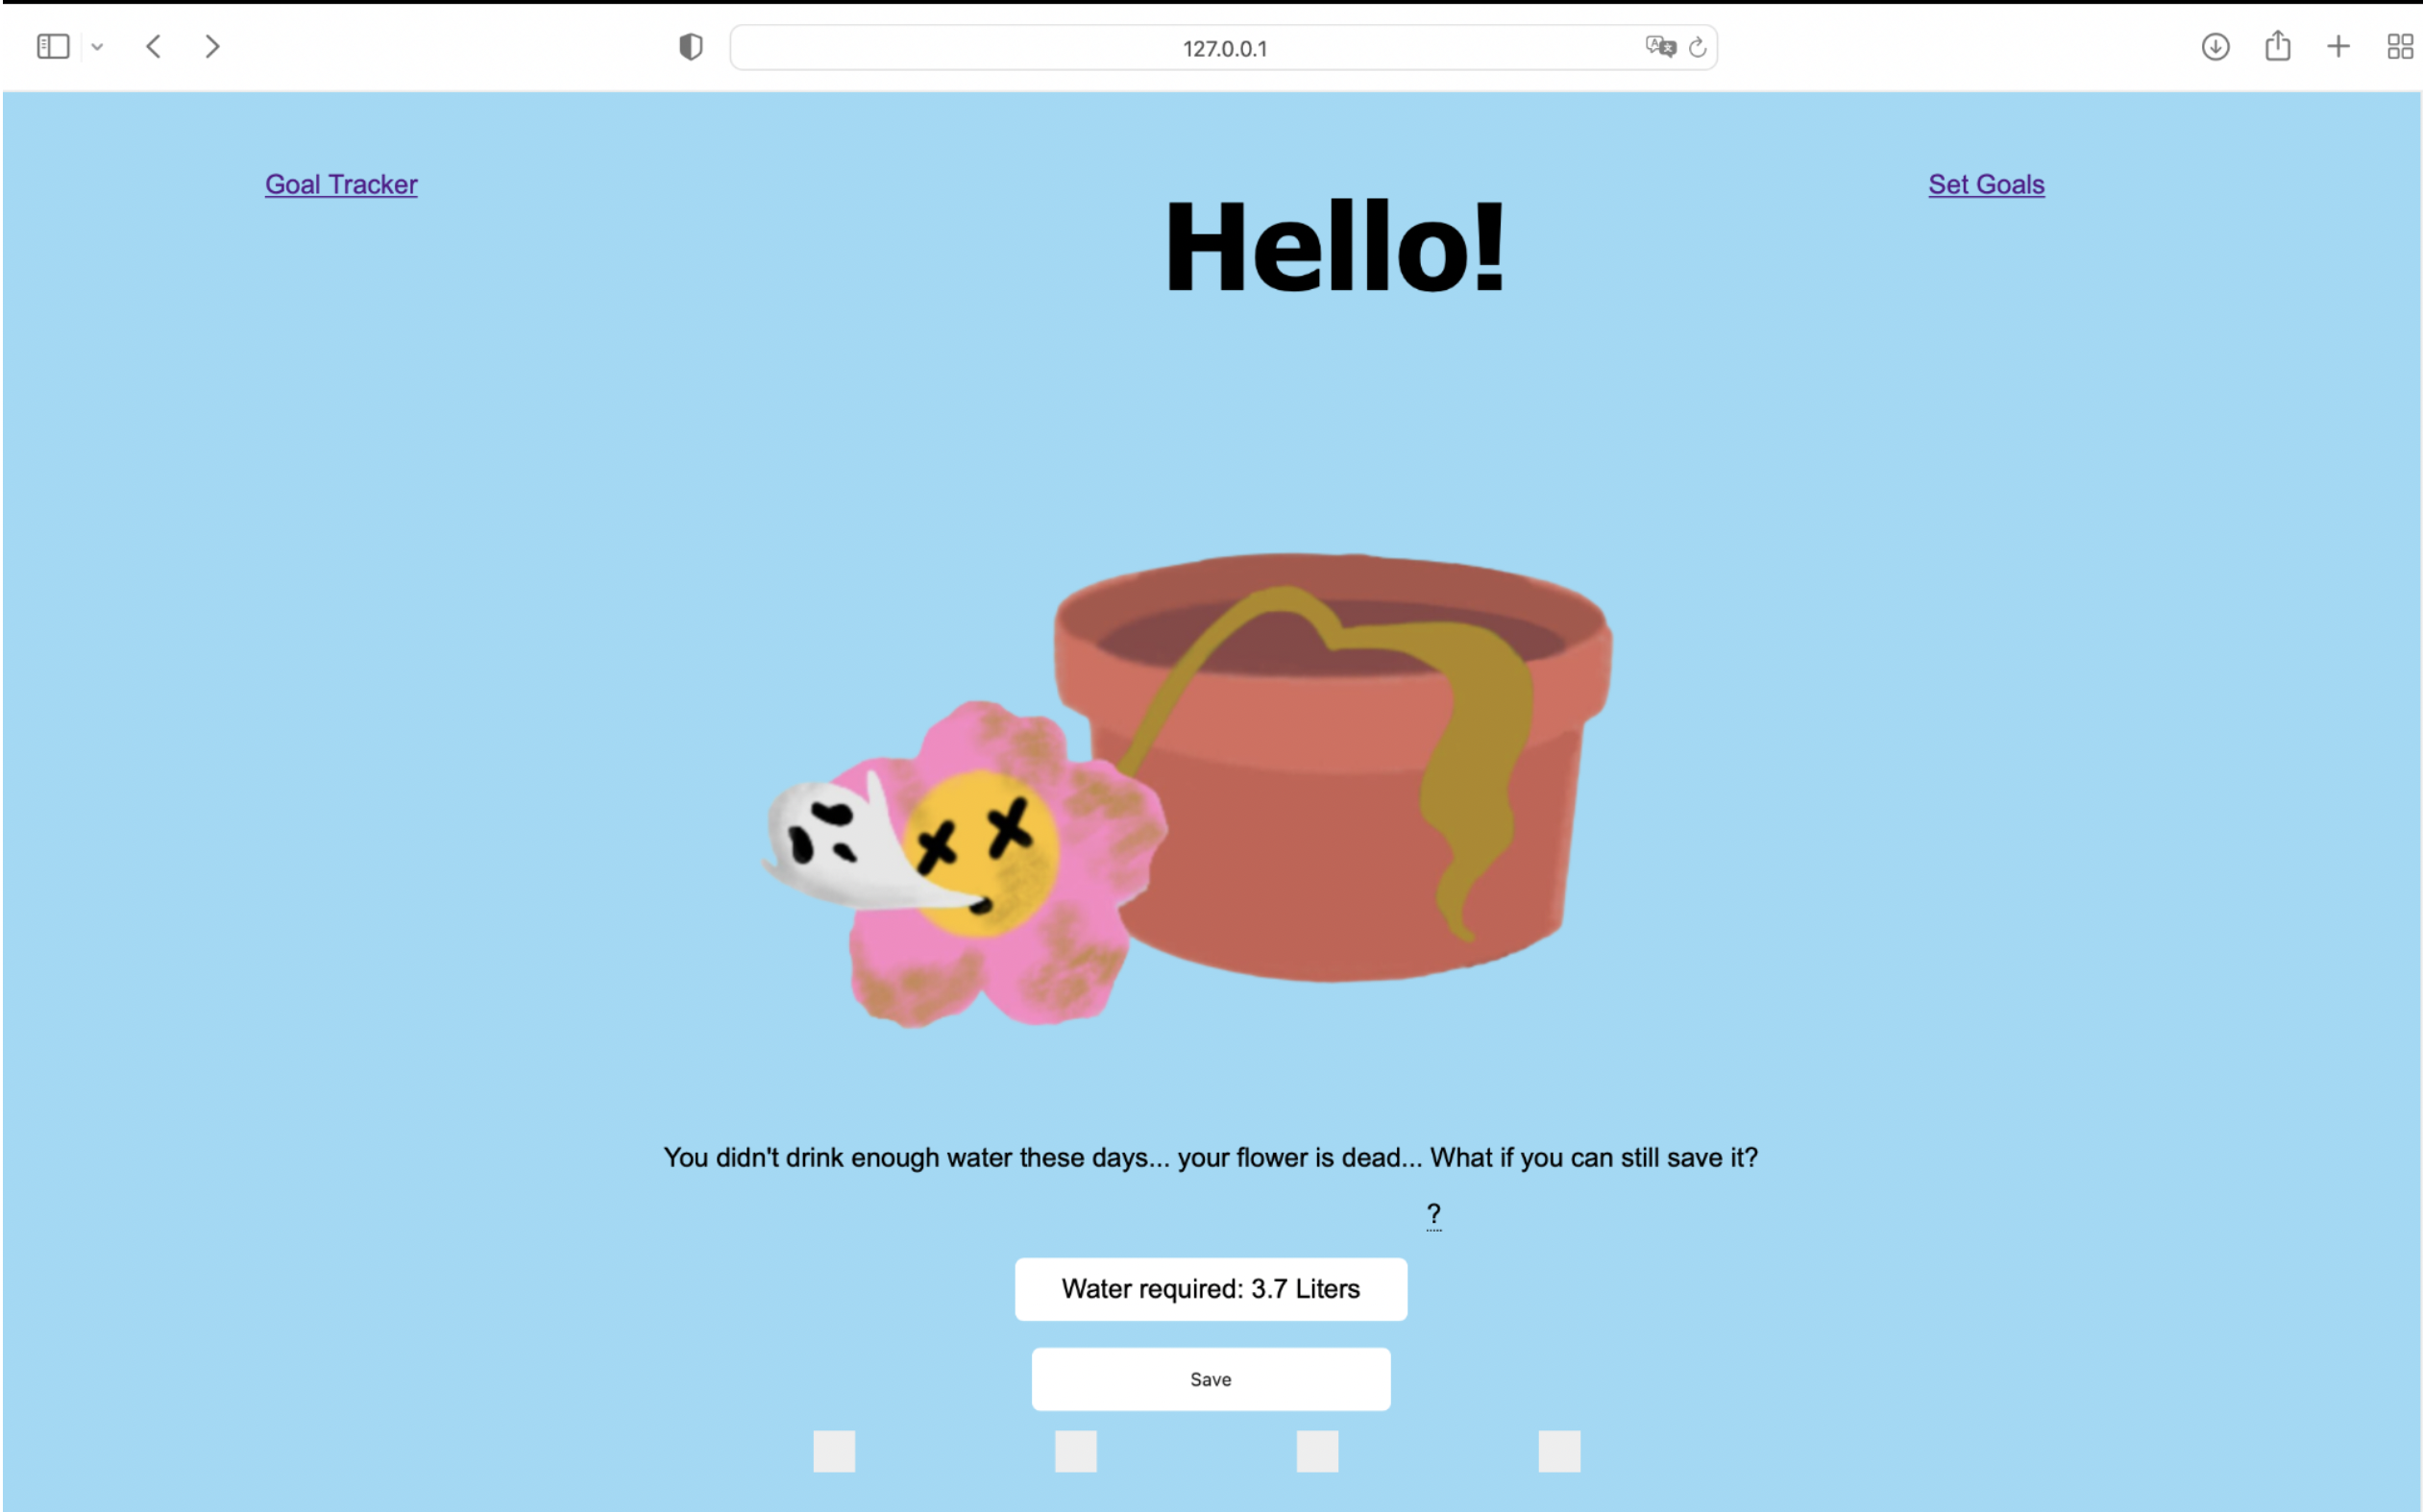 127.0.0.1
Goal Tracker
Set Goals
Hello!
You didn't drink enough water these days... your flower is dead... What if you can still save it?
?
Water required: 3.7 Liters
Save